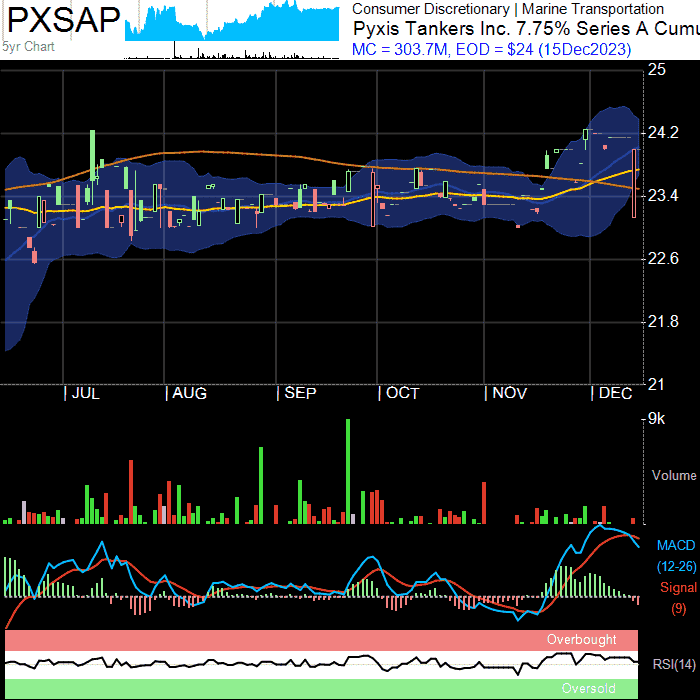 PXSAP
5yr Chart
Consumer Discretionary | Marine Transportation
Pyxis Tankers Inc. 7.75% Series A Cumu
MC = 303.7M, EOD = $24 (15Dec2023)
25
24.2
23.4
22.6
21.8
21
| JUL | AUG | SEP | OCT | NOV | DEC
9k
Volume
MACD
(12-26)
Signal
(9)
Overbought
RSI(14)
Oversold